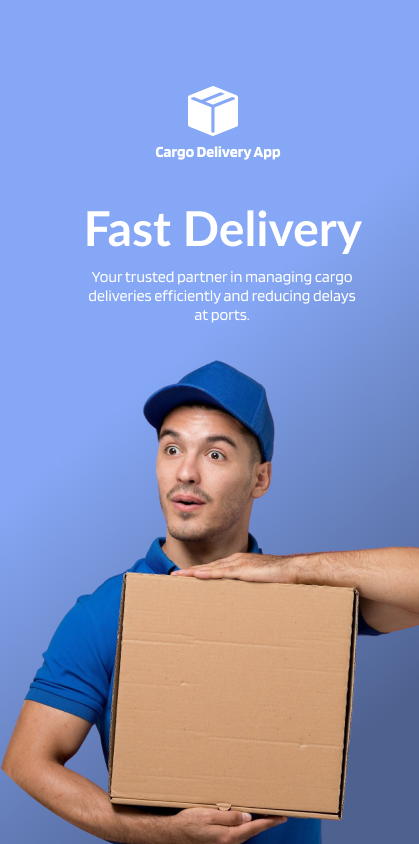 Cargo Delivery App
Fast Delivery
Your trusted partner in managing cargo
deliveries efficiently and reducing delays
at ports.